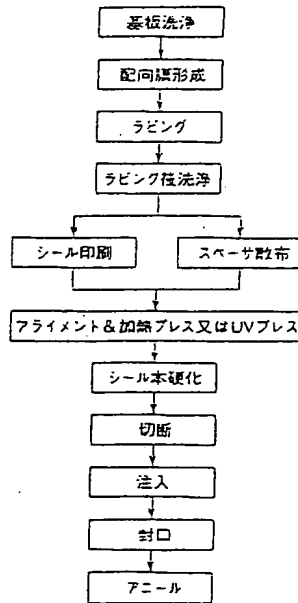 基板洗浄
配向膜形成
ラビング
ラビング後洗浄
シール印刷
スペーサ散布
アライメント&加熱プレス又はUVプレス
シール本硬化
切断
注入
封口
アニール